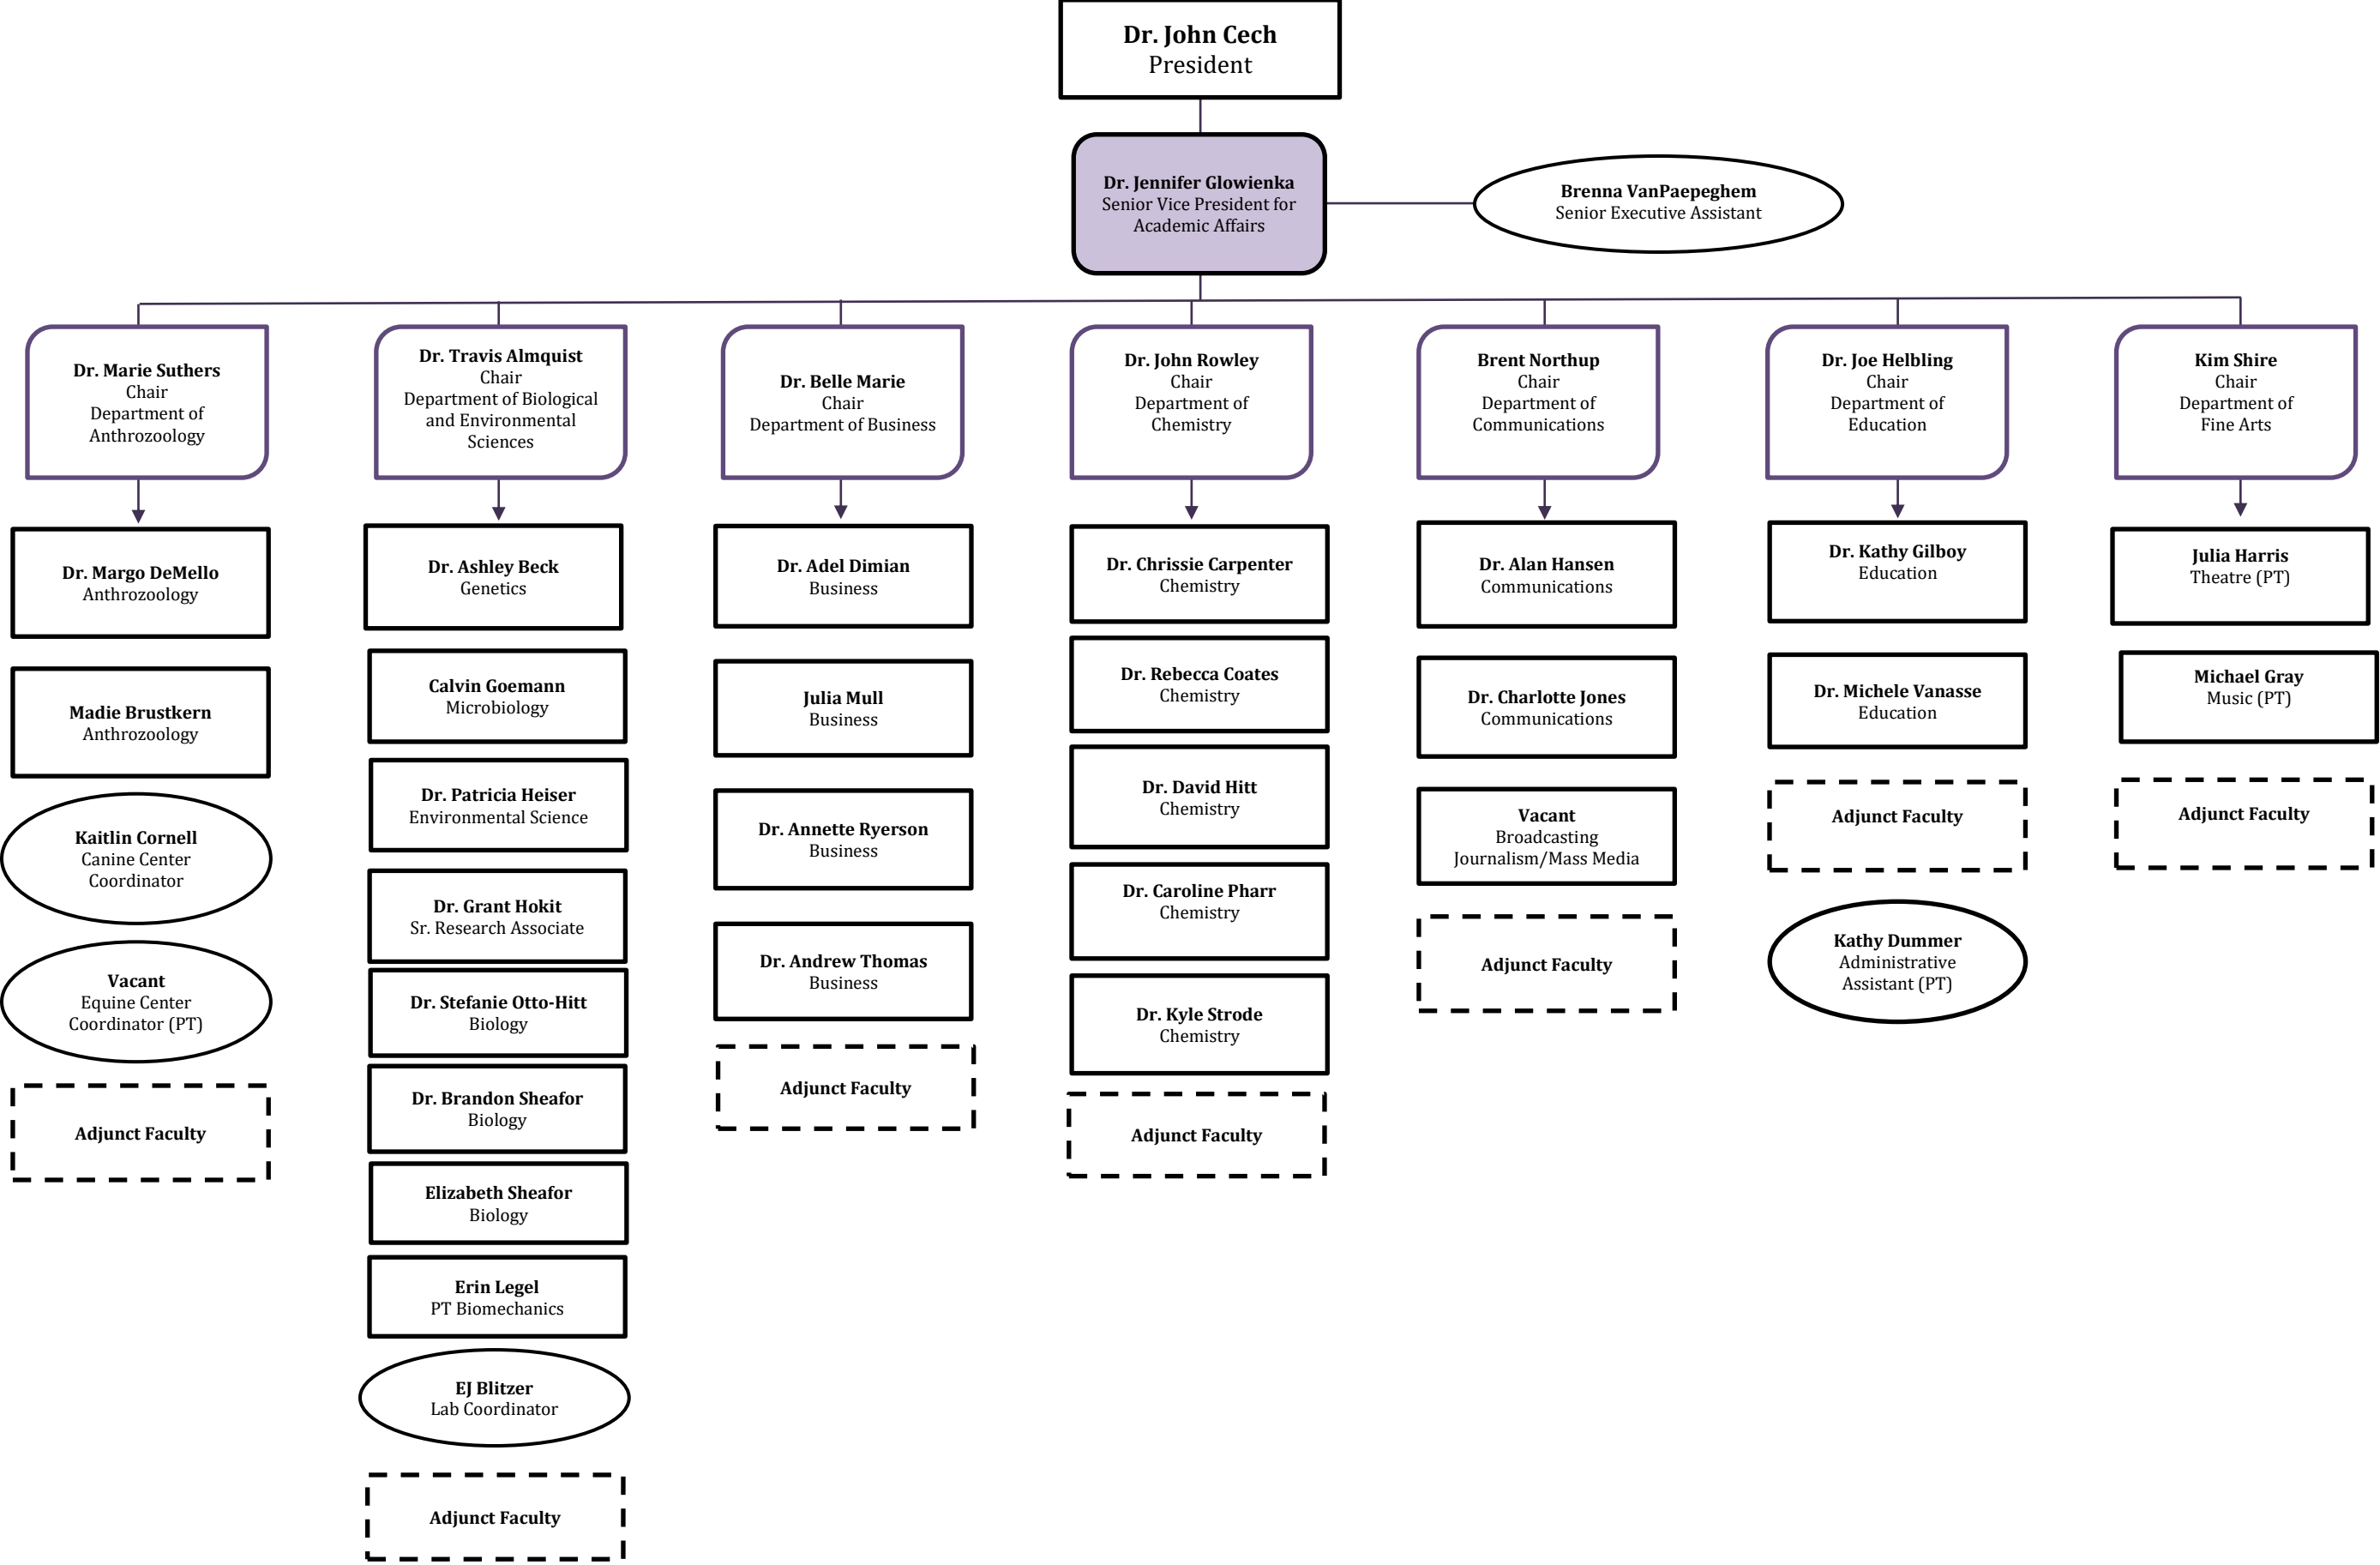 Dr. John Cech
President
Dr. Jennifer Glowienka
Senior Vice President for
Academic Affairs
Brenna VanPaepeghem
Senior Executive Assistant
Dr. Marie Suthers
Chair
Department of
Anthrozoology
Dr. Margo DeMello
Anthrozoology
Madie Brustkern
Anthrozoology
Kaitlin Cornell
Canine Center
Coordinator
Vacant
Equine Center
Coordinator (PT)
Adjunct Faculty
Dr. Travis Almquist
Chair
Department of Biological
and Environmental
Sciences
Dr. Ashley Beck
Genetics
Calvin Goemann
Microbiology
Dr. Patricia Heiser
Environmental Science
Dr. Grant Hokit
Sr. Research Associate
Dr. Stefanie Otto-Hitt
Biology
Dr. Brandon Sheafor
Biology
Elizabeth Sheafor
Biology
Erin Legel
PT Biomechanics
EJ Blitzer
Lab Coordinator
Adjunct Faculty
Dr. Belle Marie
Chair
Department of Business
Dr. Adel Dimian
Business
Julia Mull
Business
Dr. Annette Ryerson
Business
Dr. Andrew Thomas
Business
Adjunct Faculty
Dr. John Rowley
Chair
Department of
Chemistry
Dr. Chrissie Carpenter
Chemistry
Dr. Rebecca Coates
Chemistry
Dr. David Hitt
Chemistry
Dr. Caroline Pharr
Chemistry
Dr. Kyle Strode
Chemistry
Adjunct Faculty
Brent Northup
Chair
Department of
Communications
Dr. Alan Hansen
Communications
Dr. Charlotte Jones
Communications
Vacant
Broadcasting
Journalism/Mass Media
Adjunct Faculty
Dr. Joe Helbling
Chair
Department of
Education
Dr. Kathy Gilboy
Education
Dr. Michele Vanasse
Education
Adjunct Faculty
Kathy Dummer
Administrative
Assistant (PT)
Kim Shire
Chair
Department of
Fine Arts
Julia Harris
Theatre (PT)
Michael Gray
Music (PT)
Adjunct Faculty